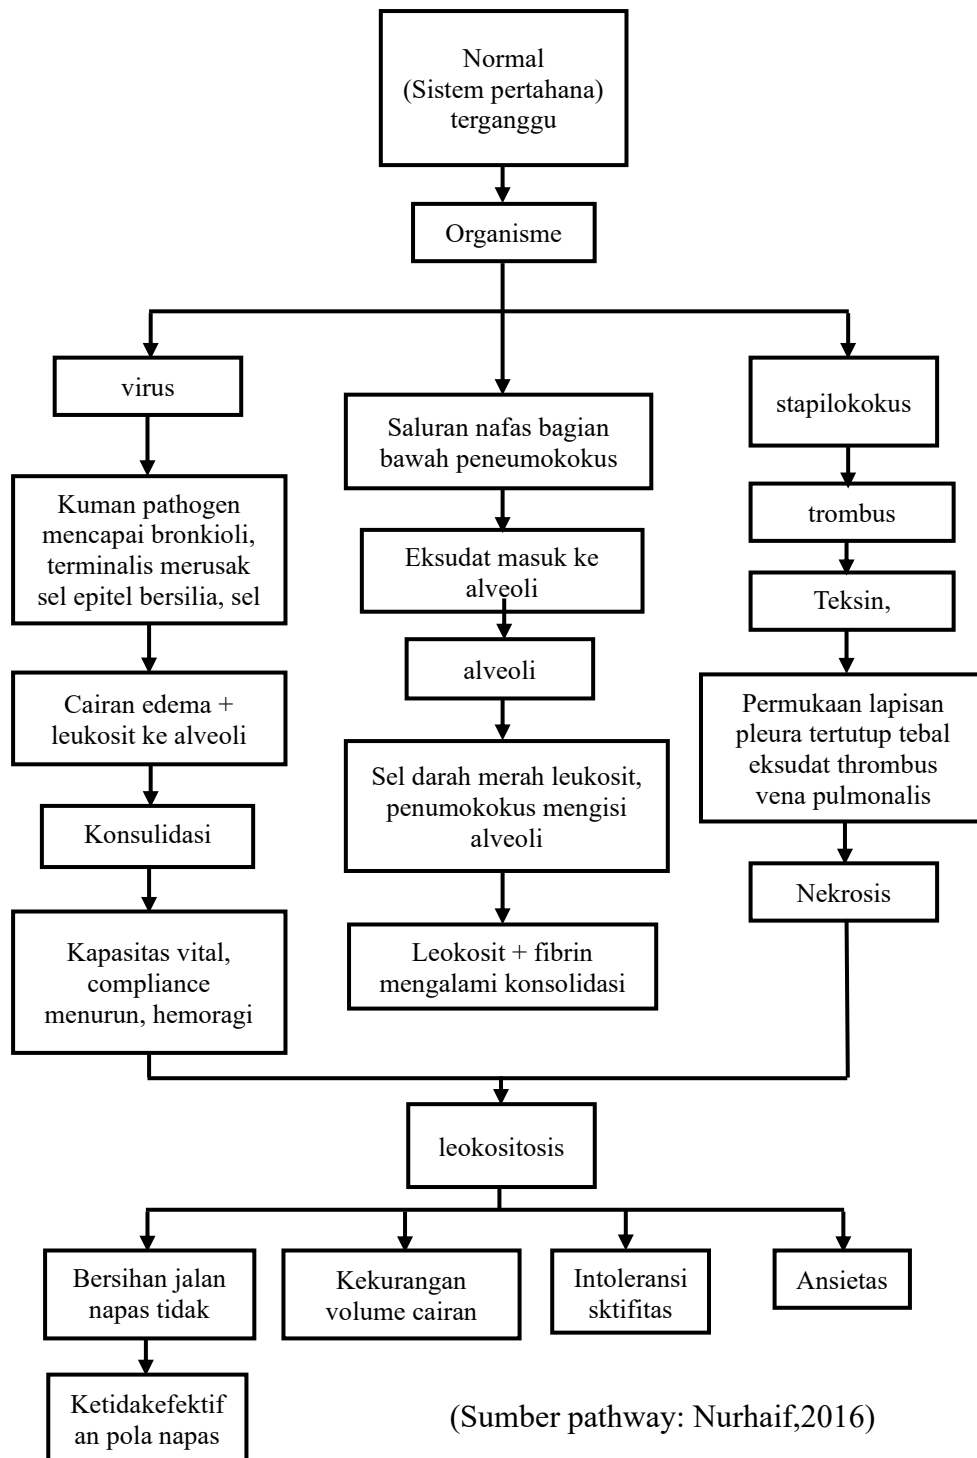 Normal
(Sistem pertahana)
terganggu
Organisme
virus
Kuman pathogen
mencapai bronkioli,
terminalis merusak
sel epitel bersilia, sel
Cairan edema +
leukosit ke alveoli
Konsulidasi
Kapasitas vital,
compliance
menurun, hemoragi
Saluran nafas bagian
bawah peneumokokus
Eksudat masuk ke
alveoli
alveoli
Sel darah merah leukosit,
penumokokus mengisi
alveoli
Leokosit + fibrin
mengalami konsolidasi
stapilokokus
trombus
Teksin,
Permukaan lapisan
pleura tertutup tebal
eksudat thrombus
vena pulmonalis
Nekrosis
leokositosis
Bersihan jalan
napas tidak
Ketidakefektif
an pola napas
Kekurangan
volume cairan
Intoleransi
sktifitas
Ansietas
(Sumber pathway: Nurhaif,2016)